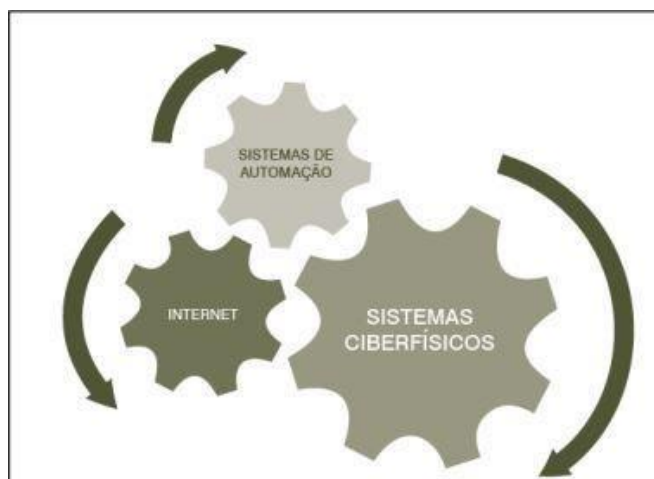 SISTEMAS DE
AUTOMAÇÃO
INTERNET
SISTEMAS
CIBERFÍSICOS